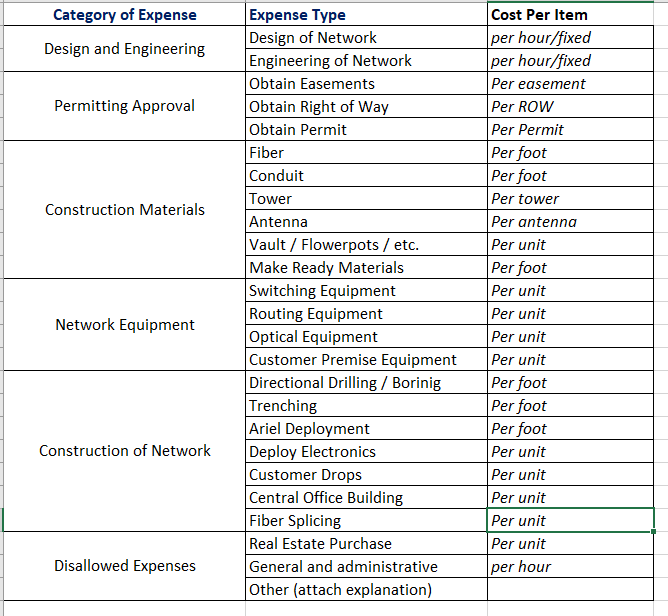 Category of Expense Expense Type Cost Per Item
Design and Engineering
Design of Network per hour/fixed
Engineering of Network per hour/fixed
Permitting Approval
Obtain Easements Per easement
Obtain Right of Way Per ROW
Obtain Permit Per Permit
Construction Materials
Fiber Per foot
Conduit Per foot
Tower Per tower
Antenna Per antenna
Vault / Flowerpots / etc. Per unit
Make Ready Materials Per foot
Network Equipment
Switching Equipment Per unit
Routing Equipment Per unit
Optical Equipment Per unit
Customer Premise Equipment Per unit
Construction of Network
Directional Drilling / Borinig Per foot
Trenching Per foot
Ariel Deployment Per foot
Deploy Electronics Per unit
Customer Drops Per unit
Central Office Building Per unit
Fiber Splicing Per unit
Disallowed Expenses
Real Estate Purchase Per unit
General and administrative per hour
Other (attach explanation)